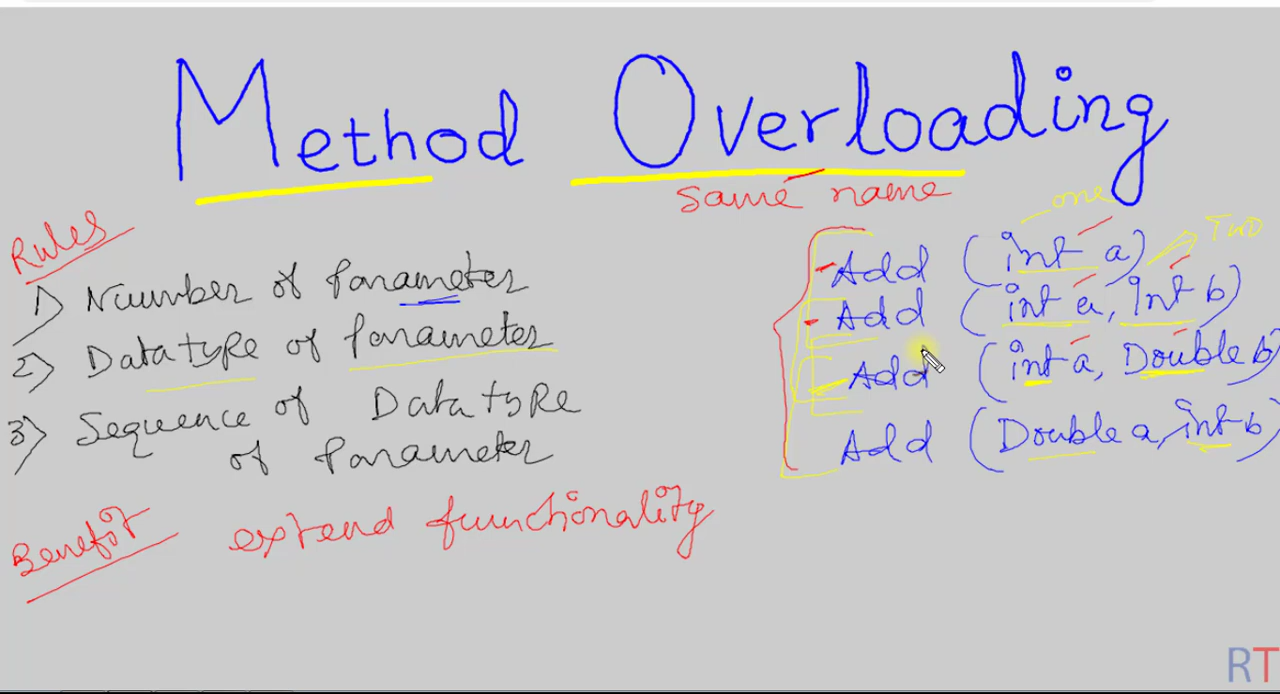 Method Overloading
same name
Rules
1) Number of Parameter
2) Datatype of Parameter
3) Sequence of Datatype
of Parameter
Benefit extend functionality
one
Two
Add (int a)
Add (int a, int b)
Add (int a, Double b)
Add (Double a, int b)
RT